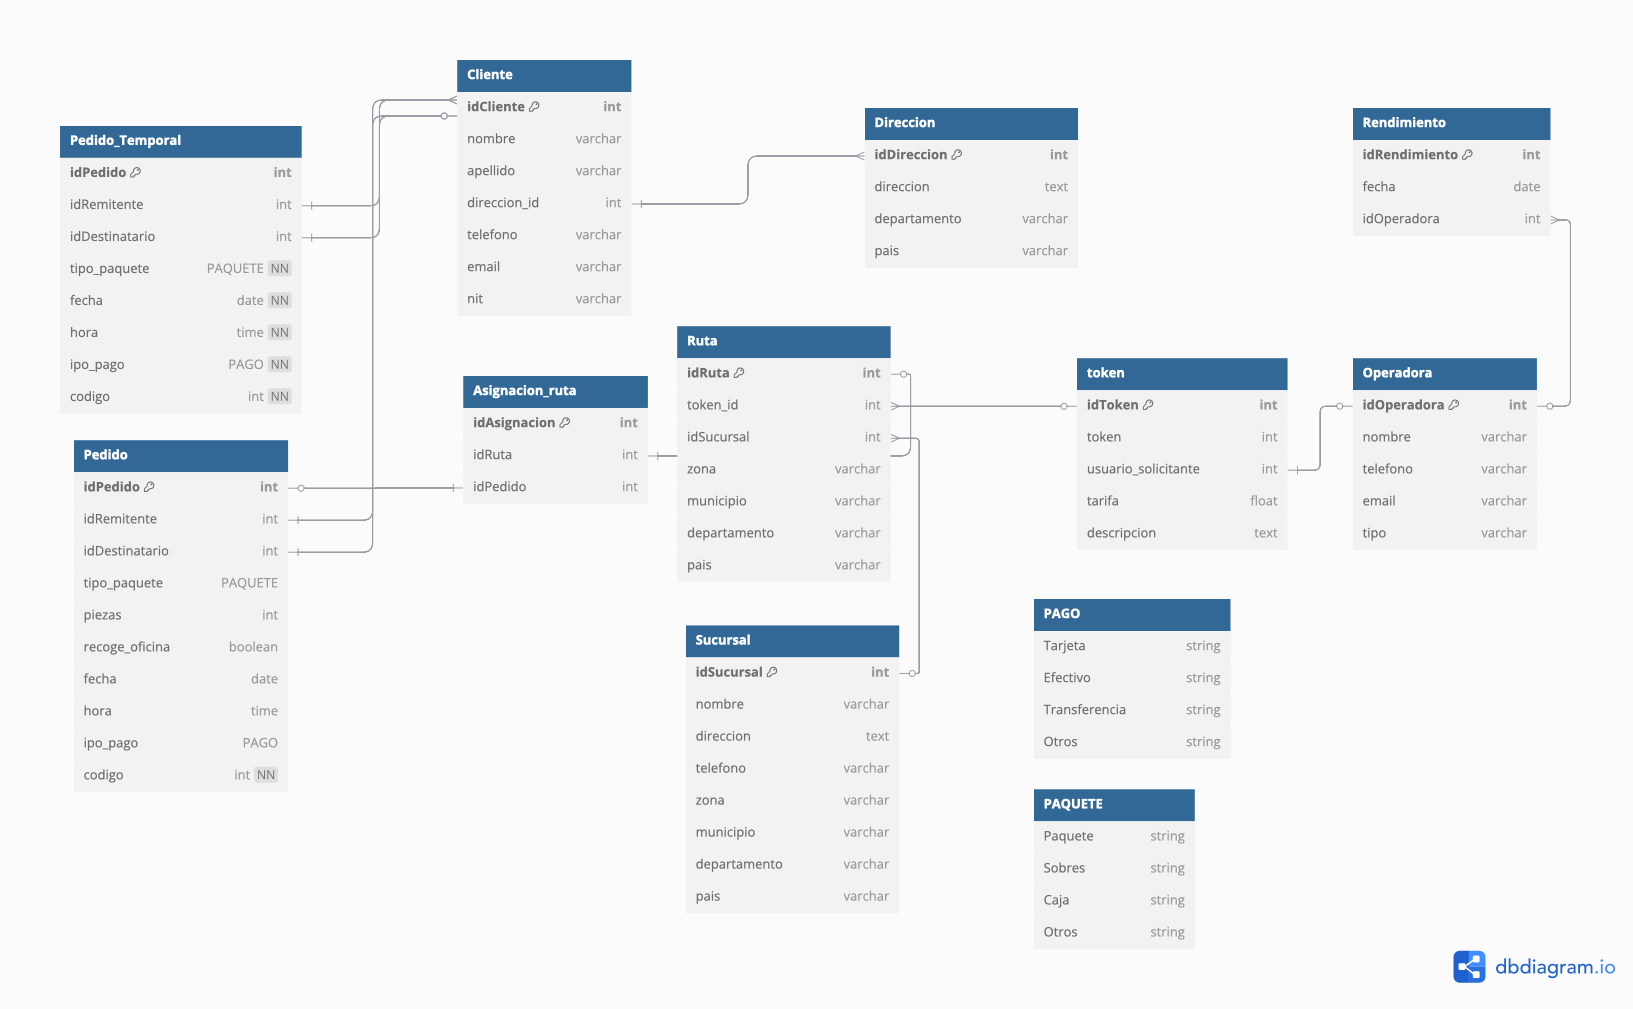 Pedido_Temporal
idPedido int
idRemitente int
idDestinatario int
tipo_paquete PAQUETE NN
fecha date NN
hora time NN
ipo_pago PAGO NN
codigo int NN
Pedido
idPedido int
idRemitente int
idDestinatario int
tipo_paquete PAQUETE
piezas int
recoge_oficina boolean
fecha date
hora time
ipo_pago PAGO
codigo int NN
Cliente
idCliente int
nombre varchar
apellido varchar
direccion_id int
telefono varchar
email varchar
nit varchar
Asignacion_ruta
idAsignacion int
idRuta int
idPedido int
Direccion
idDireccion int
direccion text
departamento varchar
pais varchar
Ruta
idRuta int
token_id int
idSucursal int
zona varchar
municipio varchar
departamento varchar
pais varchar
Sucursal
idSucursal int
nombre varchar
direccion text
telefono varchar
zona varchar
municipio varchar
departamento varchar
pais varchar
token
idToken int
token int
usuario_solicitante int
tarifa float
descripcion text
Rendimiento
idRendimiento int
fecha date
idOperadora int
Operadora
idOperadora int
nombre varchar
telefono varchar
email varchar
tipo varchar
PAGO
Tarjeta string
Efectivo string
Transferencia string
Otros string
PAQUETE
Paquete string
Sobres string
Caja string
Otros string
dbdiagram.io